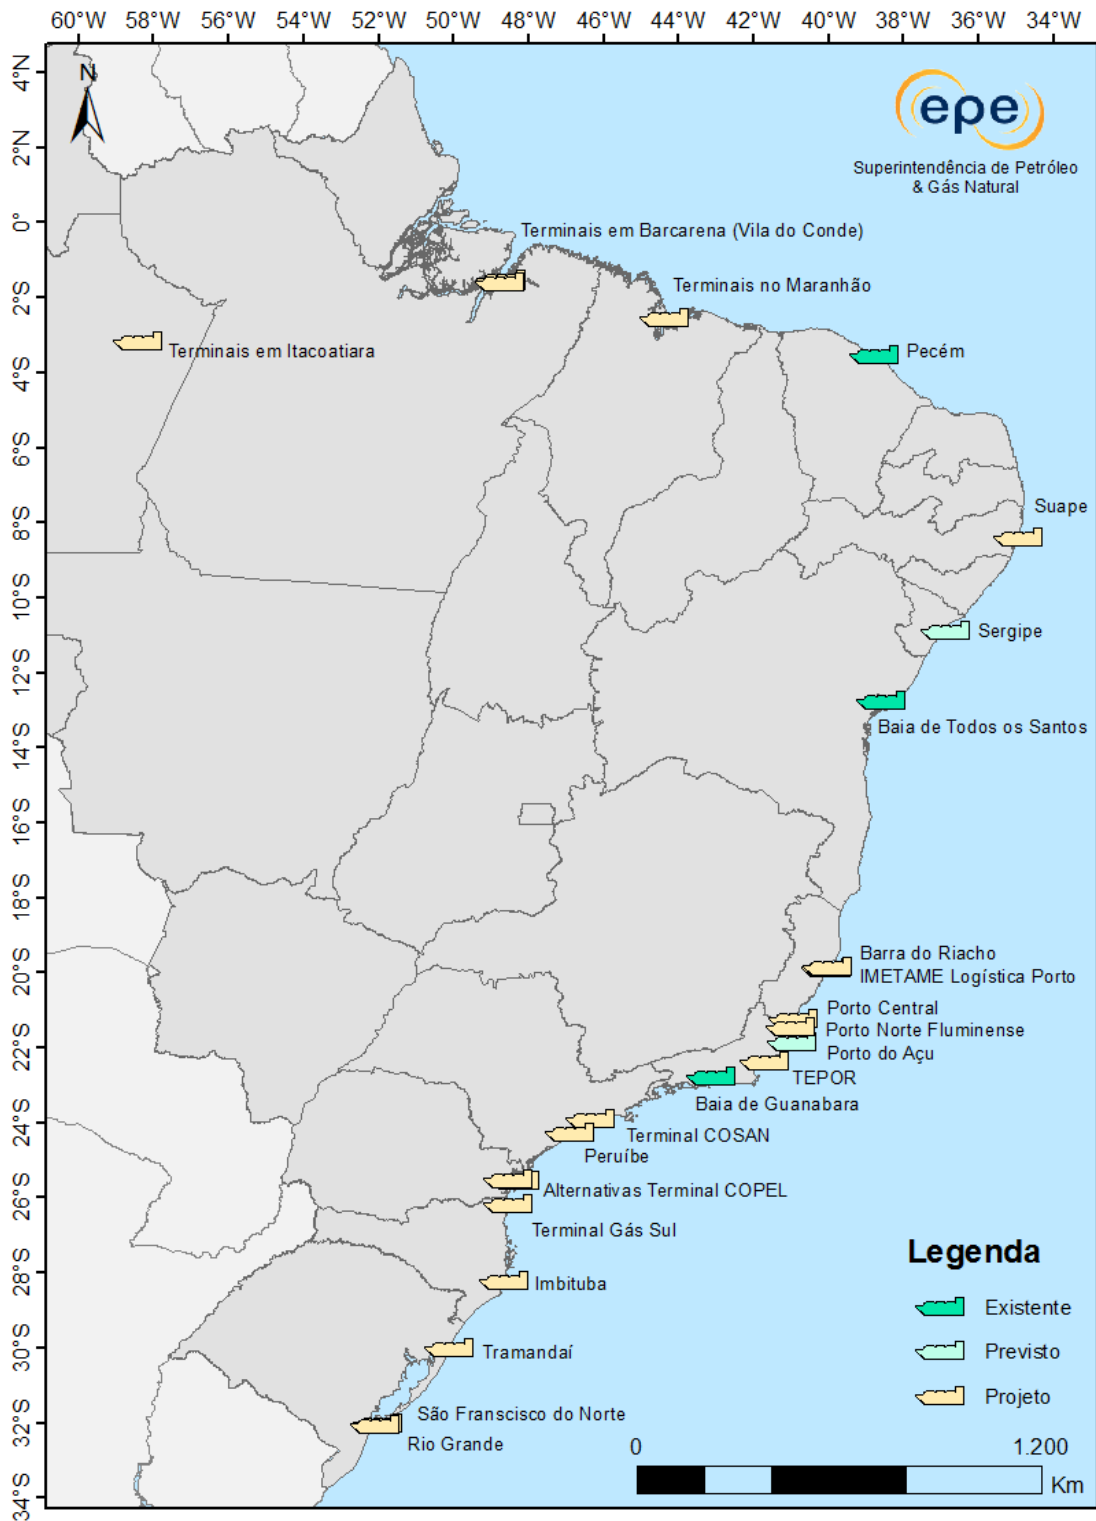 60°W 58°W 56°W 54°W 52°W 50°W 48°W 46°W 44°W 42°W 40°W 38°W 36°W 34°W
4°N
2°N
0°
2°S
4°S
6°S
8°S
10°S
12°S
14°S
16°S
18°S
20°S
22°S
24°S
26°S
28°S
30°S
32°S
34°S
N
epe
Superintendência de Petróleo
& Gás Natural
Terminais em Barcarena (Vila do Conde)
Terminais no Maranhão
Terminais em Itacoatiara
Pecém
Suape
Sergipe
Baia de Todos os Santos
Barra do Riacho
IMETAME Logística Porto
Porto Central
Porto Norte Fluminense
Porto do Açu
TEPOR
Baia de Guanabara
Terminal COSAN
Peruíbe
Alternativas Terminal COPEL
Terminal Gás Sul
Imbituba
Tramandaí
São Franscisco do Norte
Rio Grande
Legenda
Existente
Previsto
Projeto
0 1.200
Km